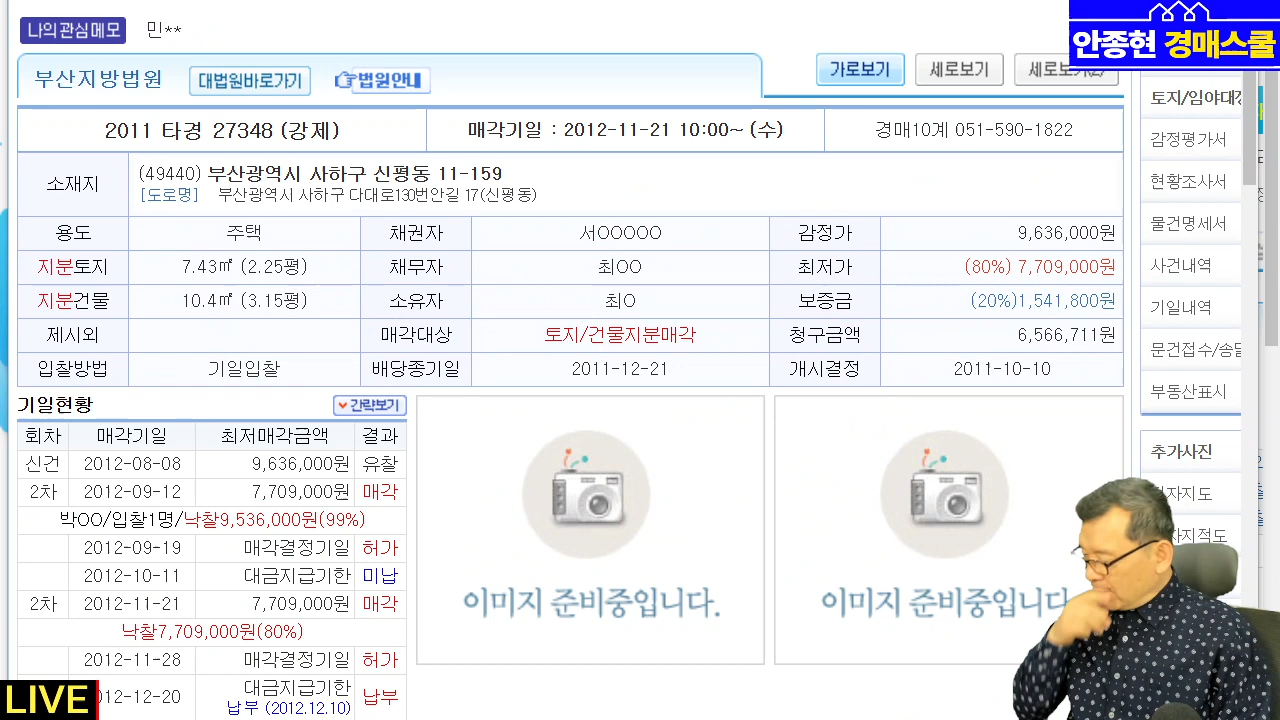 나의관심메모 민**
안종현 경매스쿨
부산지방법원 대법원바로가기 법원안내 가로보기 세로보기
2011 타경 27348 (강제) 매각기일 : 2012-11-21 10:00~ (수) 경매10계 051-590-1822
소재지 (49440) 부산광역시 사하구 신평동 11-159
[도로명] 부산광역시 사하구 다대로130번안길 17(신평동)
용도 주택 채권자 서OOOOO 감정가 9,636,000원
지분토지 7.43㎡ (2.25평) 채무자 최OO 최저가 (80%) 7,709,000원
지분건물 10.4㎡ (3.15평) 소유자 최O 보증금 (20%)1,541,800원
제시외 매각대상 토지/건물지분매각 청구금액 6,566,711원
입찰방법 기일입찰 배당종기일 2011-12-21 개시결정 2011-10-10
기일현황 간략보기
회차 매각기일 최저매각금액 결과
신건 2012-08-08 9,636,000원 유찰
2차 2012-09-12 7,709,000원 매각
박OO/입찰1명/낙찰9,536,000원(99%)
2012-09-19 매각결정기일 허가
2012-10-11 대금지급기한 미납
2차 2012-11-21 7,709,000원 매각
낙찰7,709,000원(80%)
2012-11-28 매각결정기일 허가
012-12-20 대금지급기한 납부
납부 (2012.12.10)
이미지 준비중입니다.
이미지 준비중입니다
토지/임야대장
감정평가서
현황조사서
물건명세서
사건내역
기일내역
문건접수/송달
부동산표시
추가사진
전자지도
전자지적도
LIVE